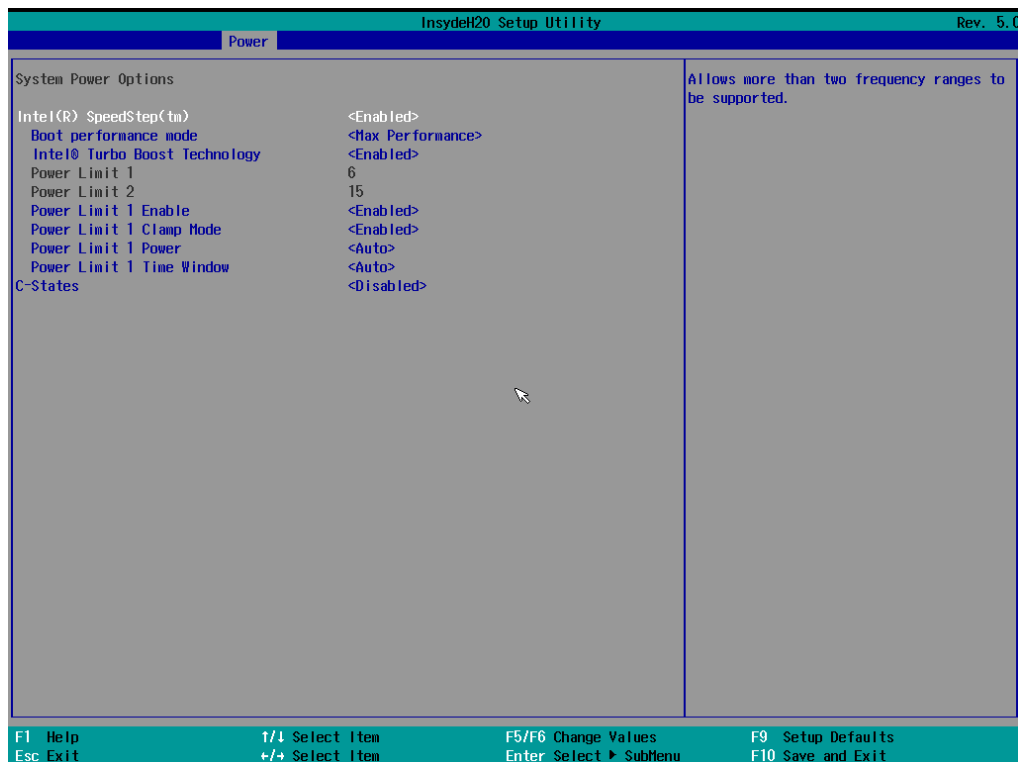 InsydeH2O Setup Utility Rev. 5.0
Power
System Power Options
Allows more than two frequency ranges to
be supported.
Intel(R) SpeedStep(tm) <Enabled>
Boot performance mode <Max Performance>
Intel® Turbo Boost Technology <Enabled>
Power Limit 1 6
Power Limit 2 15
Power Limit 1 Enable <Enabled>
Power Limit 1 Clamp Mode <Enabled>
Power Limit 1 Power <Auto>
Power Limit 1 Time Window <Auto>
C-States <Disabled>
F1 Help ↑/↓ Select Item F5/F6 Change Values F9 Setup Defaults
Esc Exit ←/→ Select Item Enter Select ▶ SubMenu F10 Save and Exit